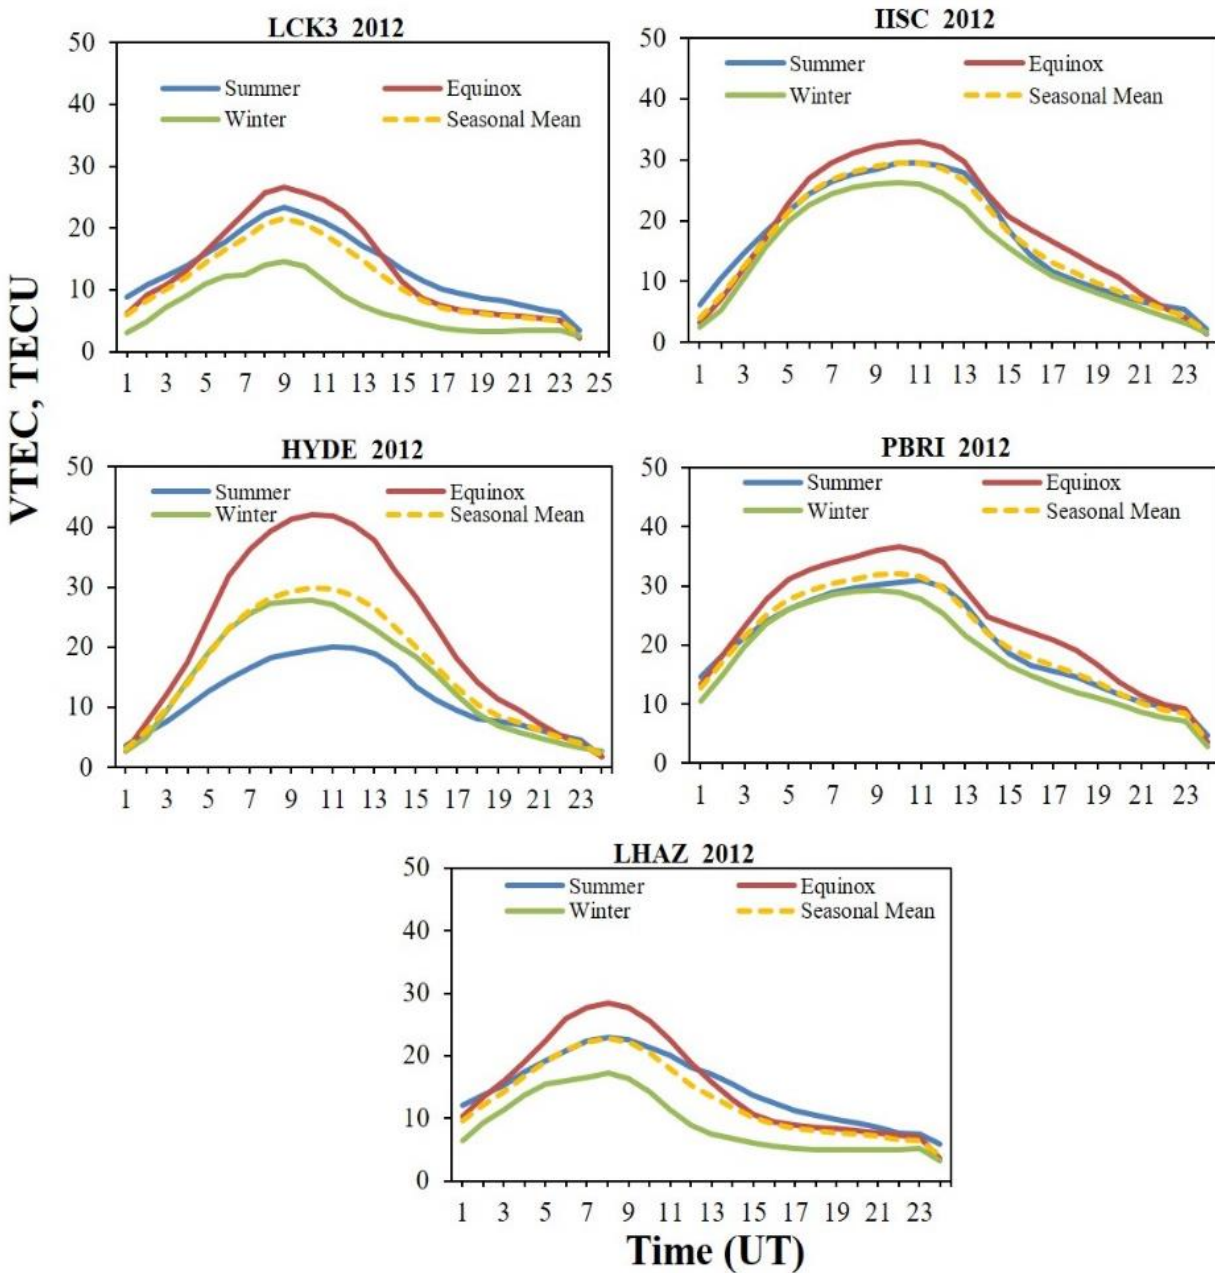 VTEC, TECU
LCK3 2012
50
40
30
20
10
0
Summer
Equinox
Winter
Seasonal Mean
1 3 5 7 9 11 13 15 17 19 21 23 25
IISC 2012
50
40
30
20
10
0
Summer
Equinox
Winter
Seasonal Mean
1 3 5 7 9 11 13 15 17 19 21 23
HYDE 2012
50
40
30
20
10
0
Summer
Equinox
Winter
Seasonal Mean
1 3 5 7 9 11 13 15 17 19 21 23
PBRI 2012
50
40
30
20
10
0
Summer
Equinox
Winter
Seasonal Mean
1 3 5 7 9 11 13 15 17 19 21 23
LHAZ 2012
50
40
30
20
10
0
Summer
Equinox
Winter
Seasonal Mean
1 3 5 7 9 11 13 15 17 19 21 23
Time (UT)